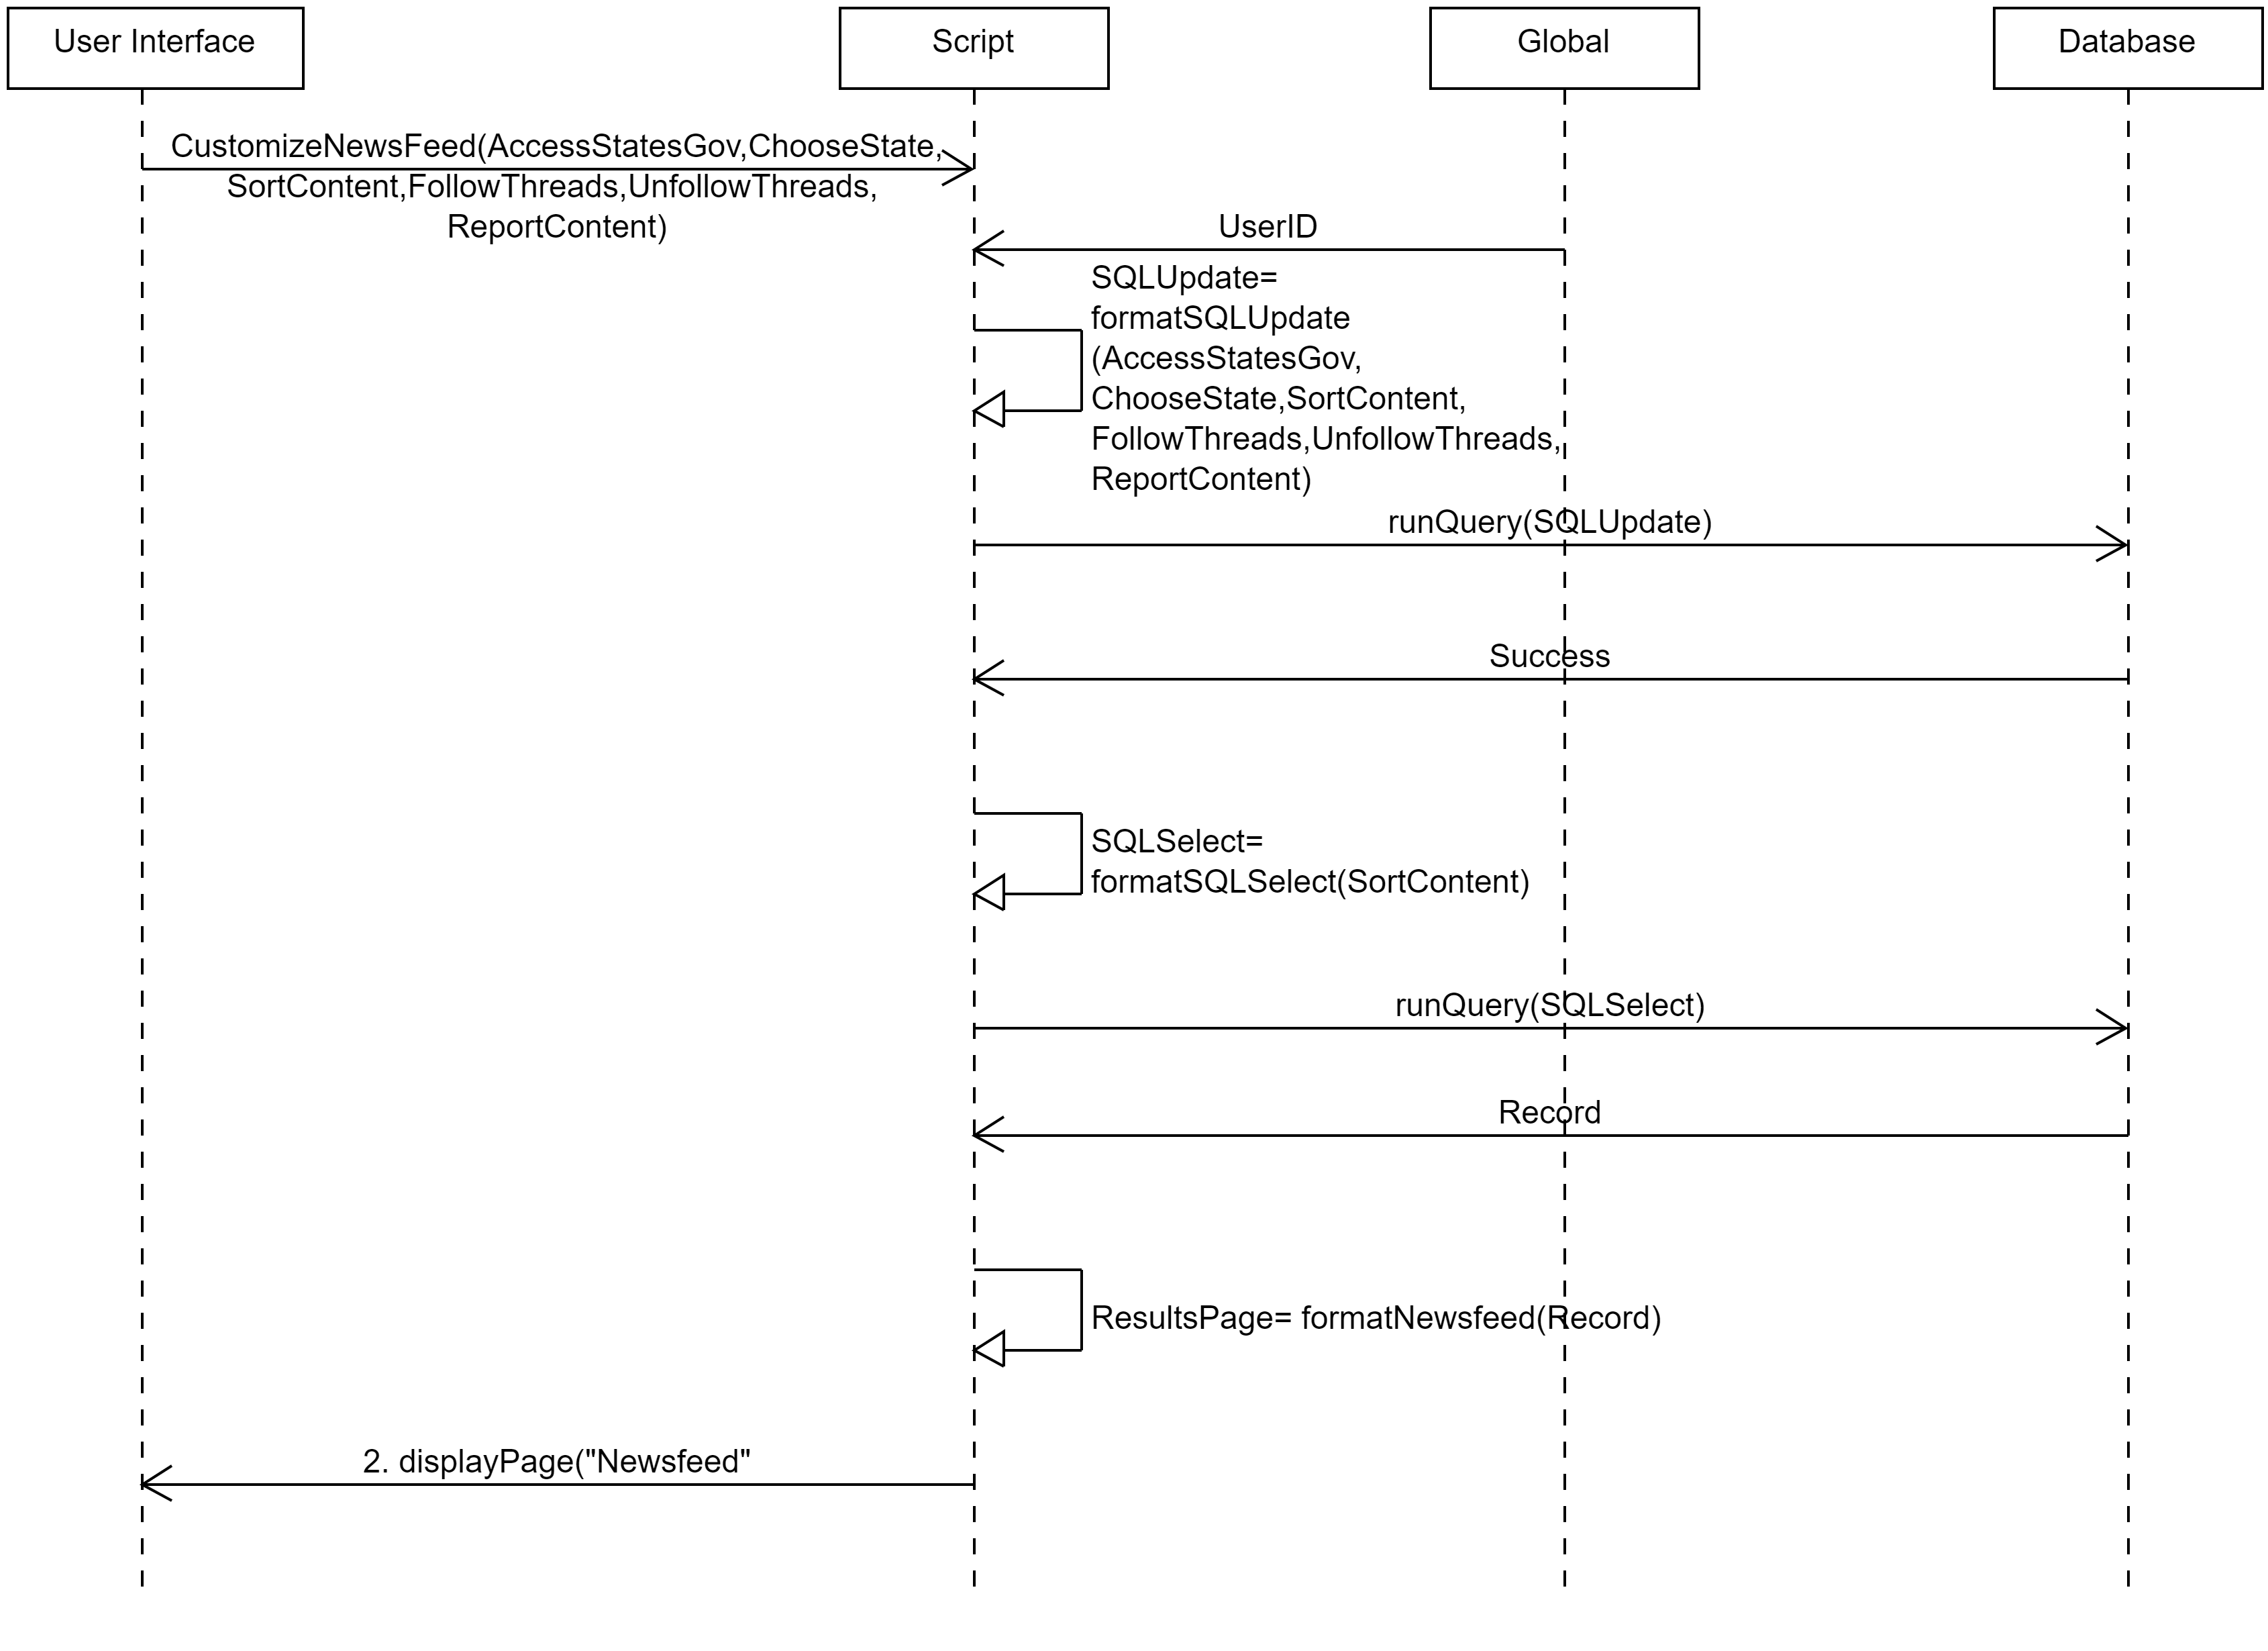 User Interface
Script
Global
Database
CustomizeNewsFeed(AccessStatesGov,ChooseState,
SortContent,FollowThreads,UnfollowThreads,
ReportContent)
UserID
SQLUpdate=
formatSQLUpdate
(AccessStatesGov,
ChooseState,SortContent,
FollowThreads,UnfollowThreads,
ReportContent)
runQuery(SQLUpdate)
Success
SQLSelect=
formatSQLSelect(SortContent)
runQuery(SQLSelect)
Record
ResultsPage= formatNewsfeed(Record)
2. displayPage("Newsfeed"